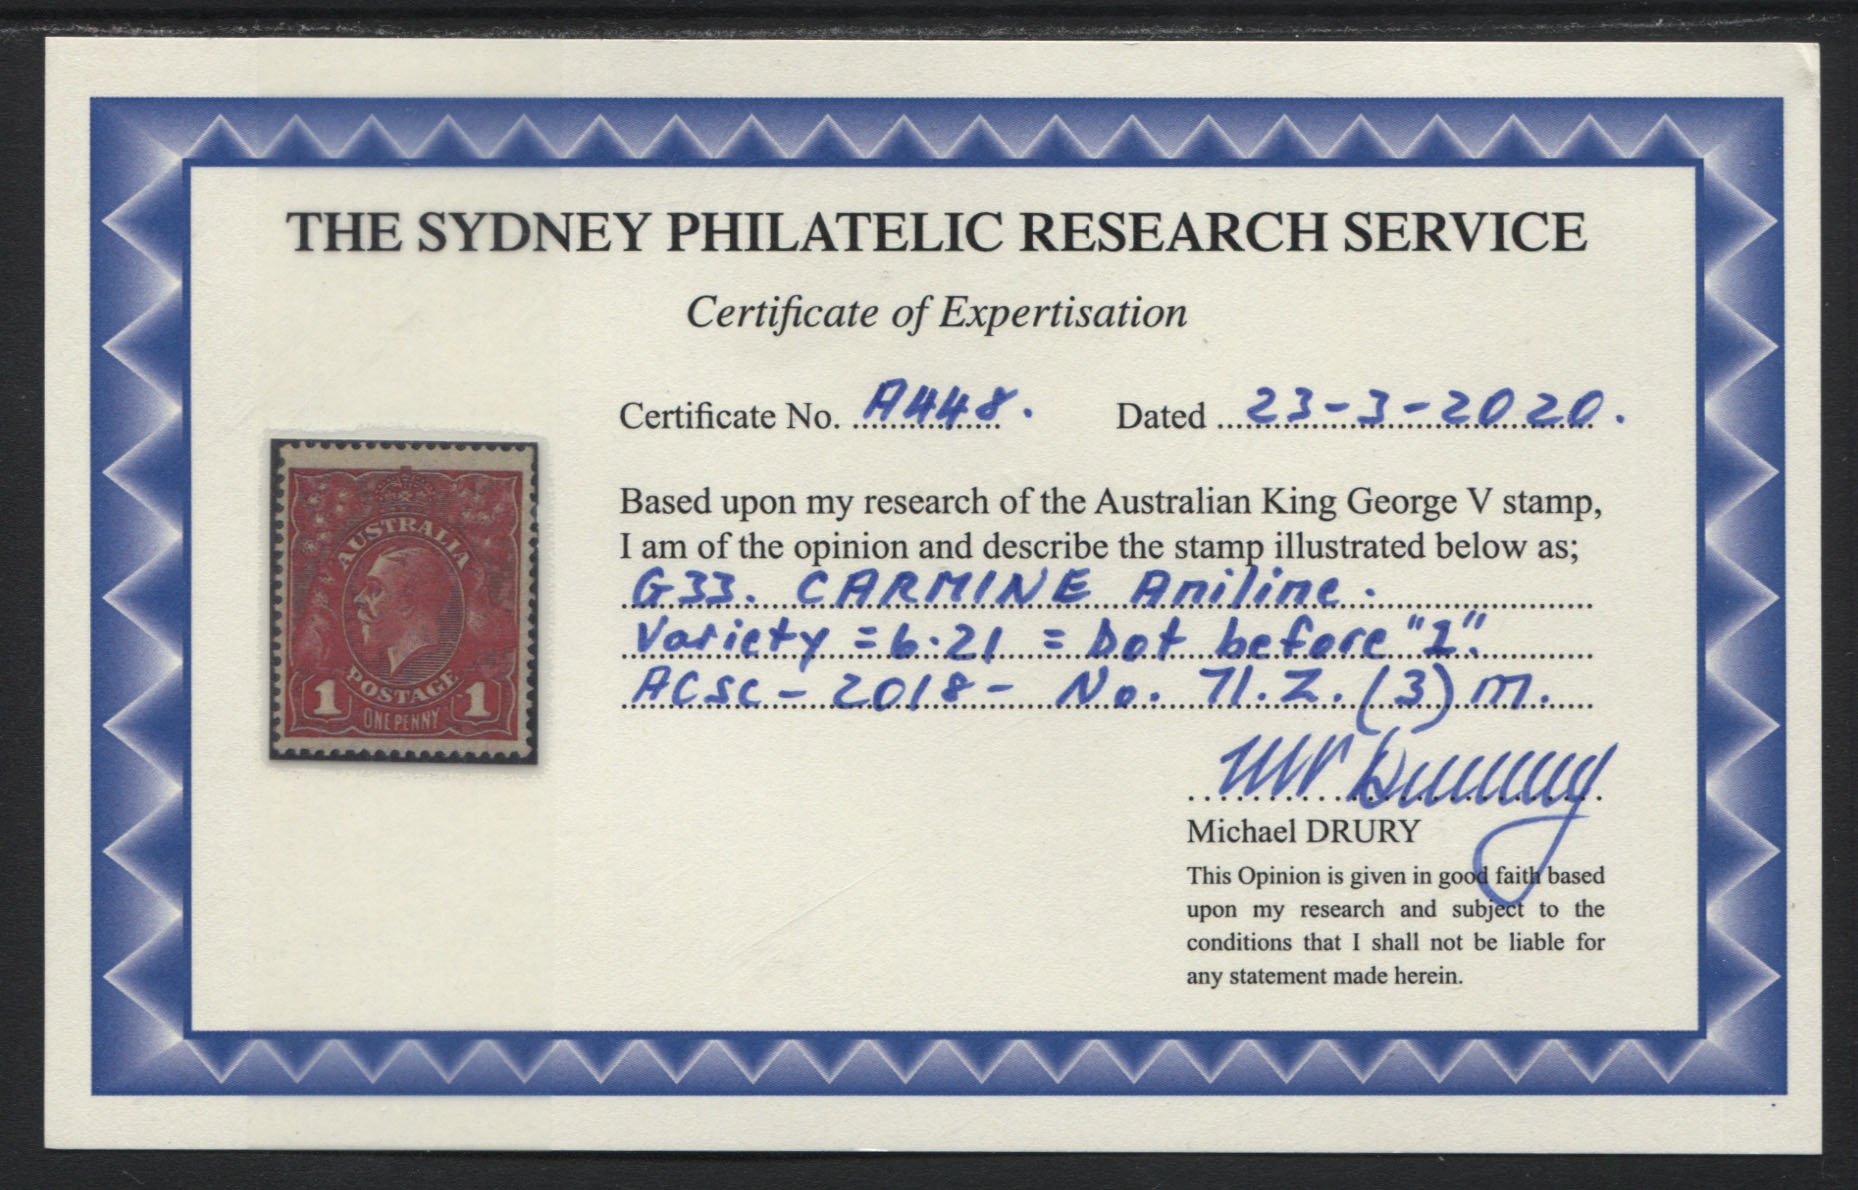 THE SYDNEY PHILATELIC RESEARCH SERVICE
Certificate of Expertisation
Certificate No. A448. Dated 23-3-2020.
Based upon my research of the Australian King George V stamp,
I am of the opinion and describe the stamp illustrated below as;
G33. CARMINE Aniline.
Variety = 6.21 = Dot before "1".
ACSC - 2018 - No. 71.Z.(3)m.
Michael DRURY
This Opinion is given in good faith based
upon my research and subject to the
conditions that I shall not be liable for
any statement made herein.
AUSTRALIA
POSTAGE
1 ONE PENNY 1